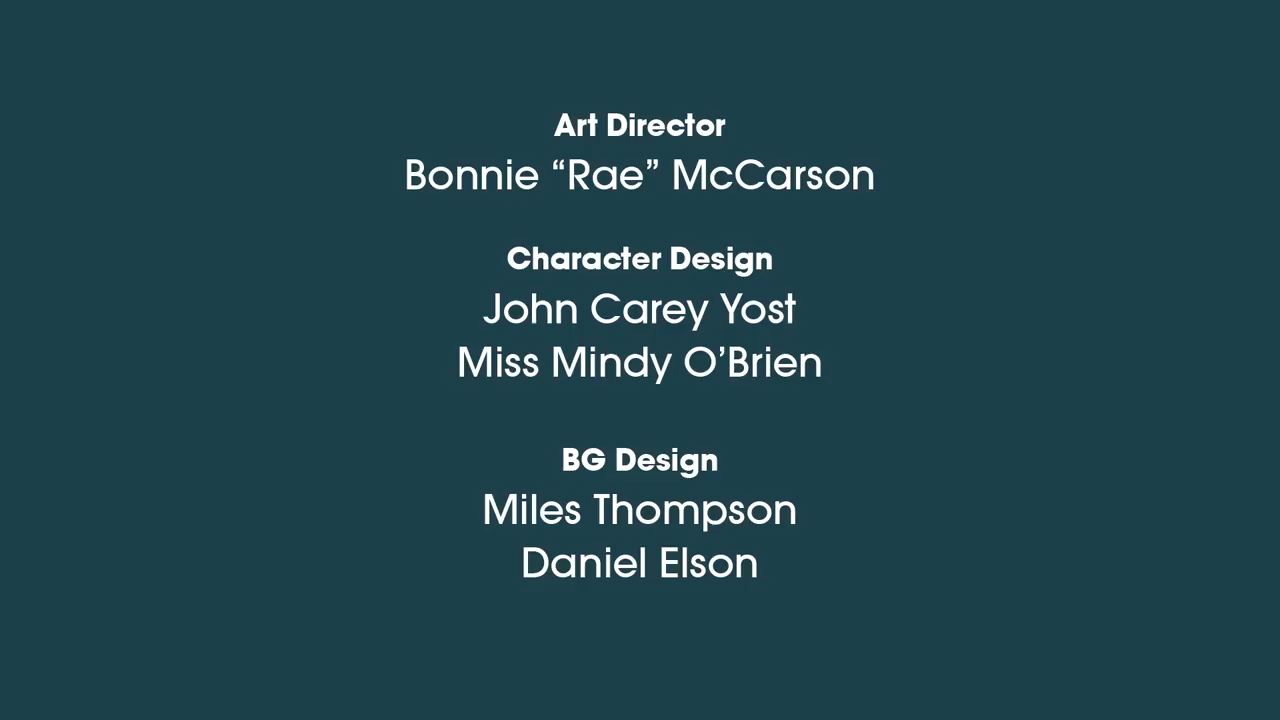 Art Director
Bonnie “Rae” McCarson
Character Design
John Carey Yost
Miss Mindy O’Brien
BG Design
Miles Thompson
Daniel Elson